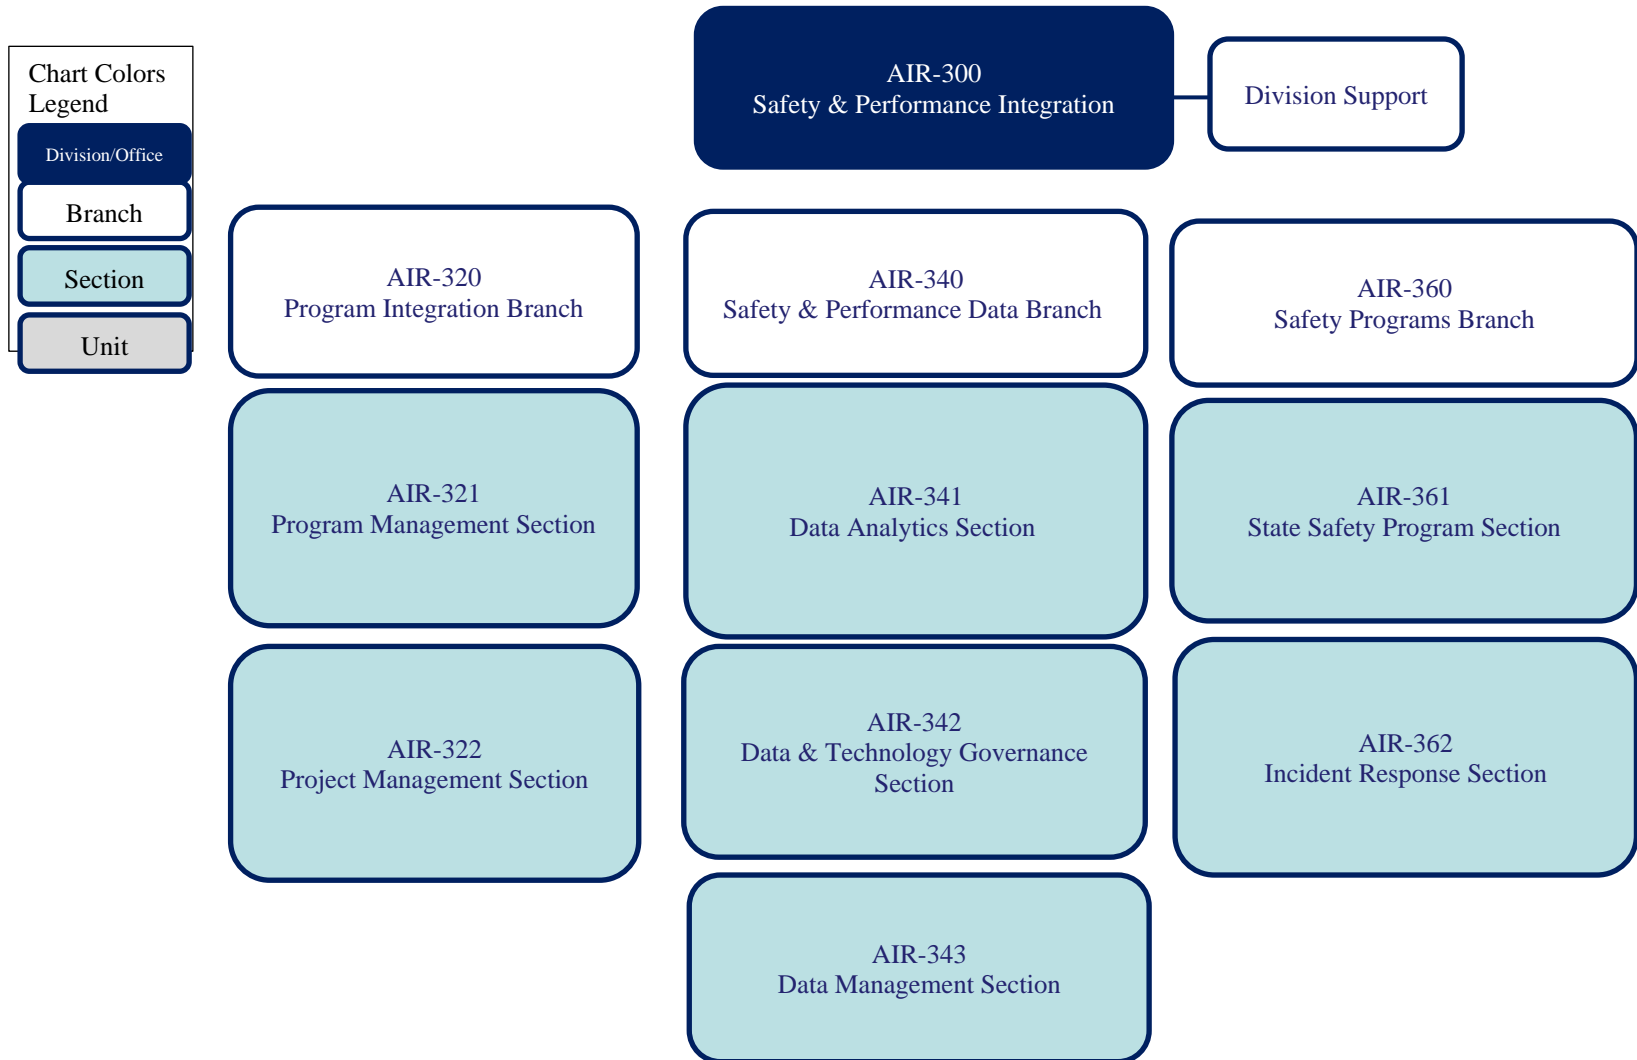 Chart Colors
Legend
Division/Office
Branch
Section
Unit
AIR-300
Safety & Performance Integration
Division Support
AIR-320
Program Integration Branch
AIR-321
Program Management Section
AIR-322
Project Management Section
AIR-340
Safety & Performance Data Branch
AIR-341
Data Analytics Section
AIR-342
Data & Technology Governance
Section
AIR-343
Data Management Section
AIR-360
Safety Programs Branch
AIR-361
State Safety Program Section
AIR-362
Incident Response Section